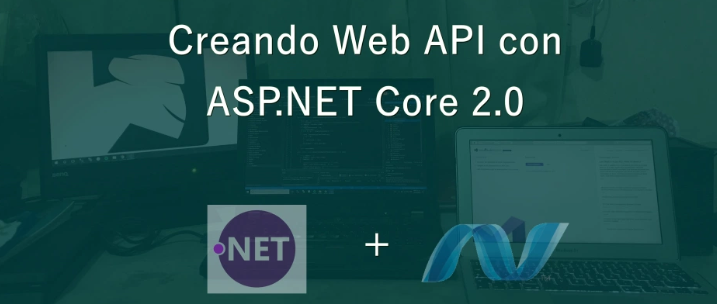 Creando Web API con
ASP.NET Core 2.0
.NET
+